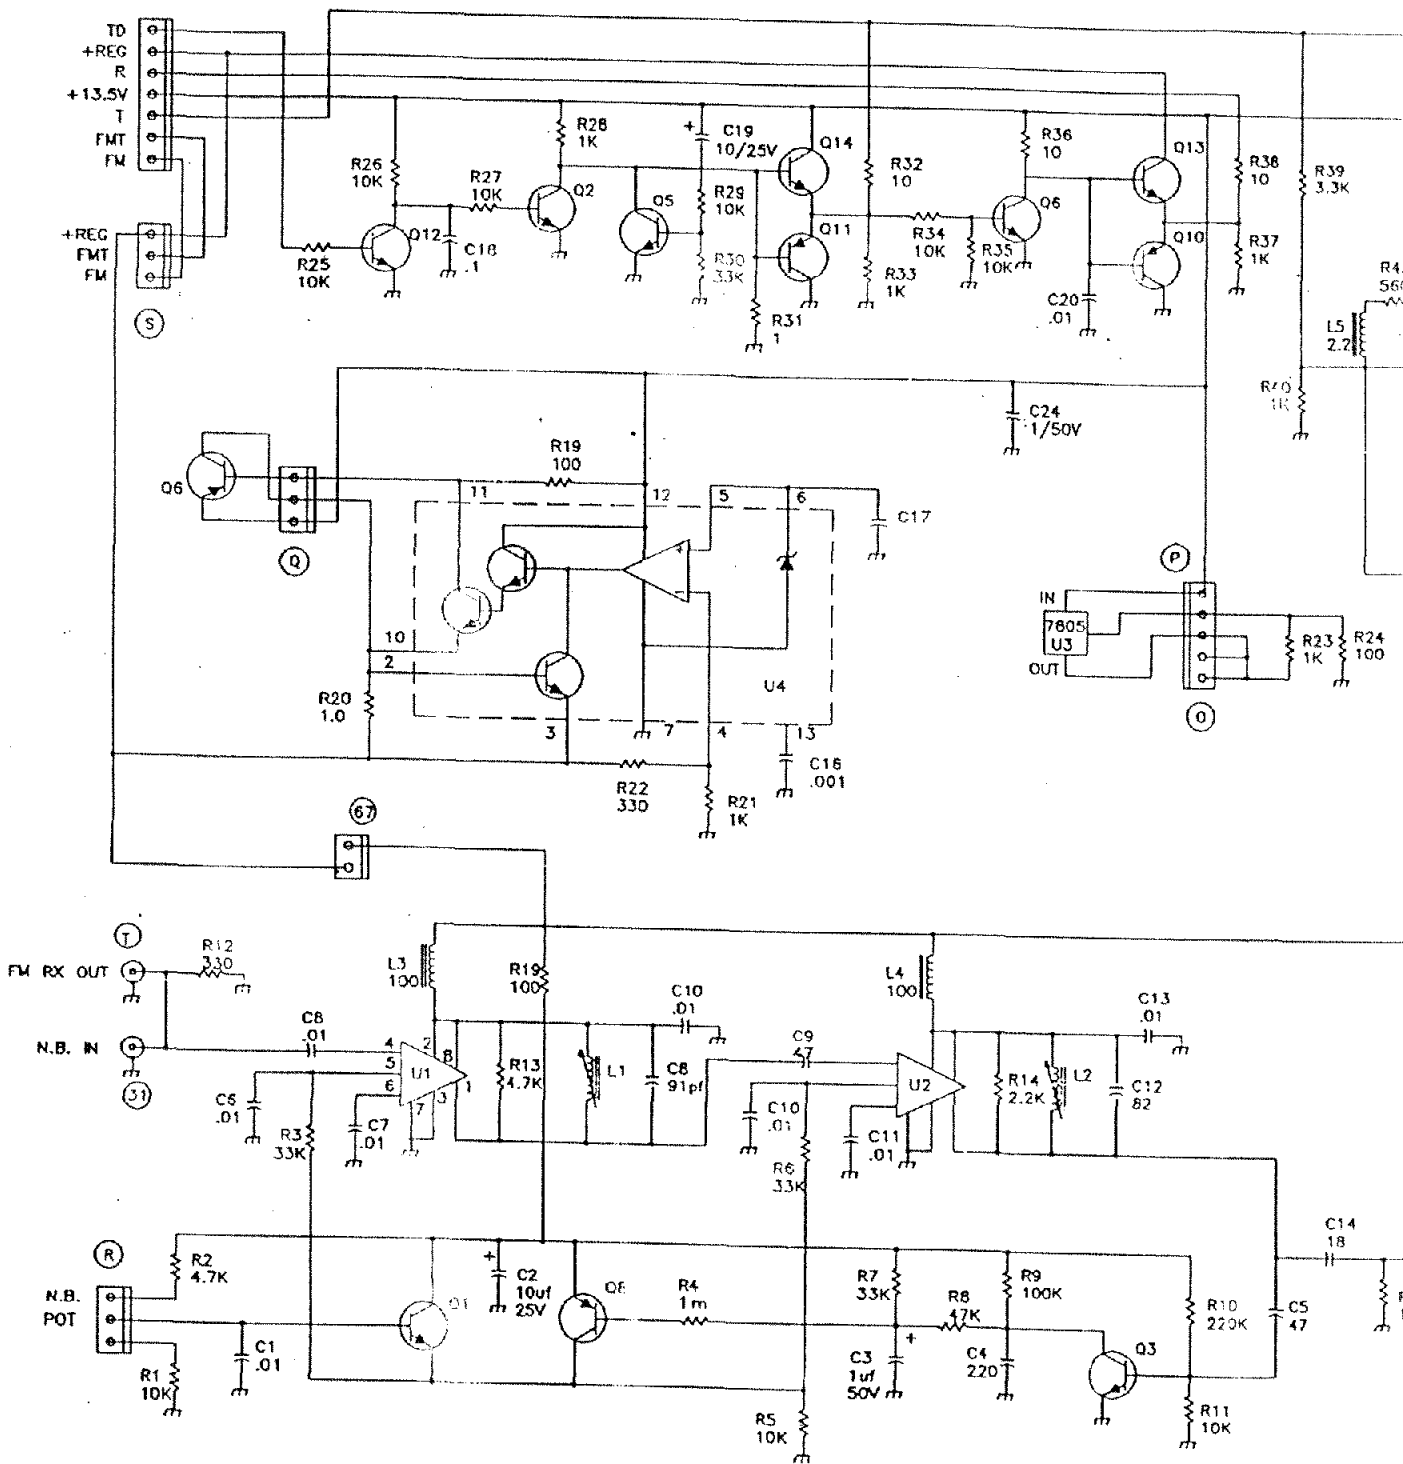 TD
+REG
R
+13.5V
T
FMT
FM
+REG
FMT
FM
S
R26
10K
R27
10K
R28
1K
Q2
C19
10/25V
+
Q14
R32
10
R36
10
Q13
R38
10
R39
3.3K
R25
10K
Q12
C18
.1
Q5
R29
10K
R30
33K
Q11
R31
1
R33
1K
R34
10K
R35
10K
Q6
C20
.01
Q10
R37
1K
L5
2.2
R40
1K
C24
.1/50V
Q6
Q
R19
100
11
12
5
6
C17
+
-
10
2
R20
1.0
U4
3
7
4
13
R22
330
R21
1K
C16
.001
P
IN
7805
U3
OUT
R23
1K
R24
100
O
67
T
FM RX OUT
R12
330
N.B. IN
31
C8
.01
L3
100
R19
100
C10
.01
L4
100
C13
.01
4
5
6
2
8
U1
7
3
1
C6
.01
R3
33K
C7
.01
R13
4.7K
L1
C8
91pf
C9
47
C10
.01
C11
.01
R6
33K
U2
R14
2.2K
L2
C12
82
C14
18
R
N.B.
POT
R2
4.7K
R1
10K
C1
.01
Q1
+
C2
10uf
25V
Q8
R4
1m
R7
33K
R8
47K
R9
100K
+
C3
1uf
50V
C4
220
Q3
R10
220K
R11
10K
C5
47
R5
10K